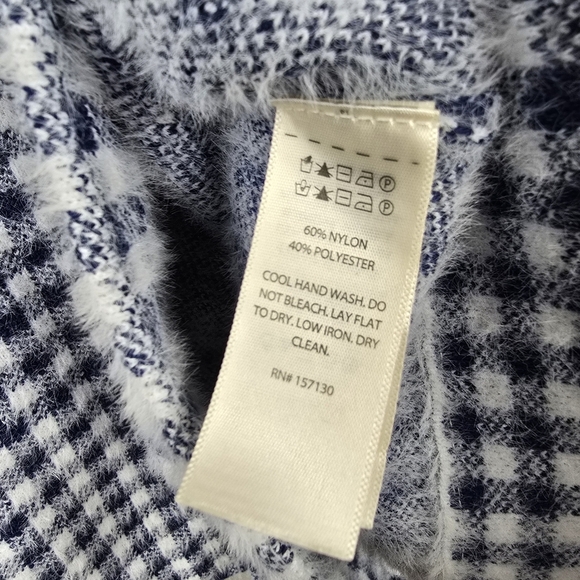 P
P
60% NYLON
40% POLYESTER
COOL HAND WASH. DO
NOT BLEACH. LAY FLAT
TO DRY. LOW IRON. DRY
CLEAN.
RN# 157130